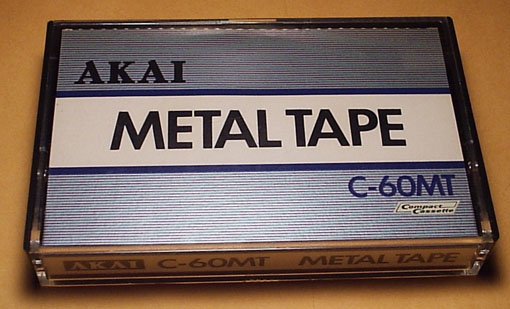 AKAI
METAL TAPE
C-60MT
Compact
Cassette
AKAI C-60MT METAL TAPE